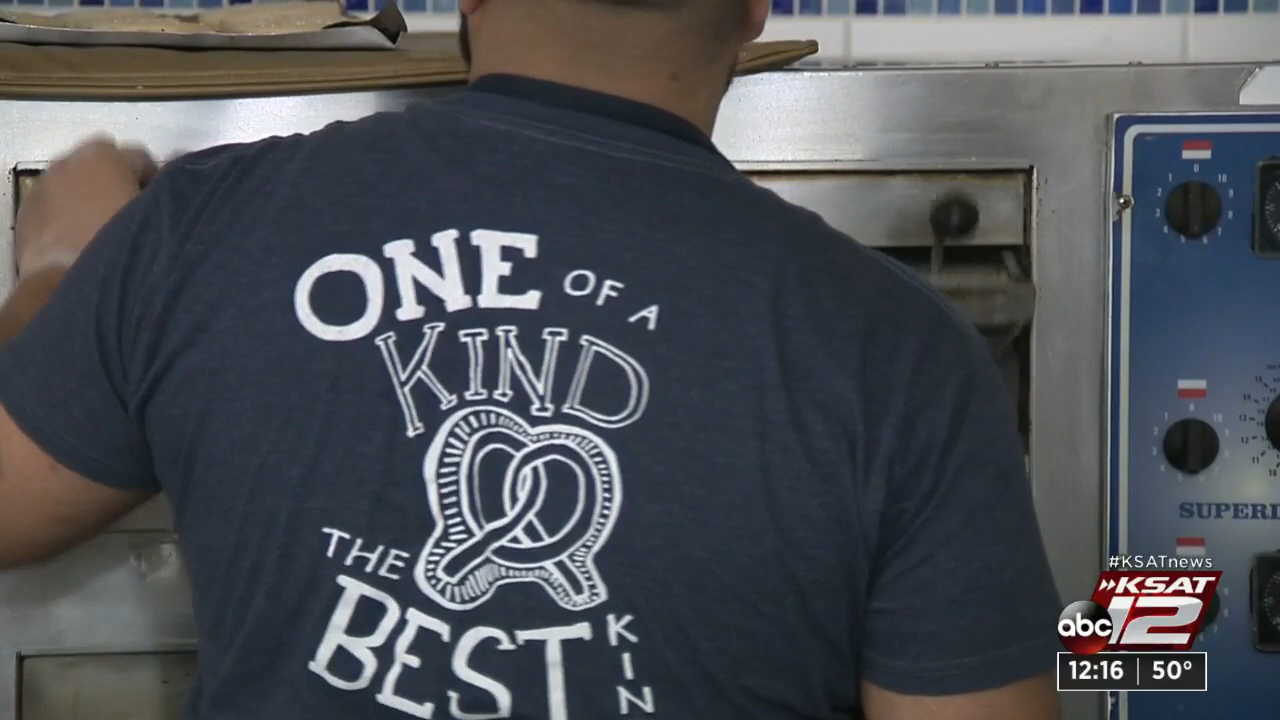 ONE OF A
KIND
THE
BEST
KIN
SUPERI
#KSATnews
KSAT
abc 12
12:16 | 50°